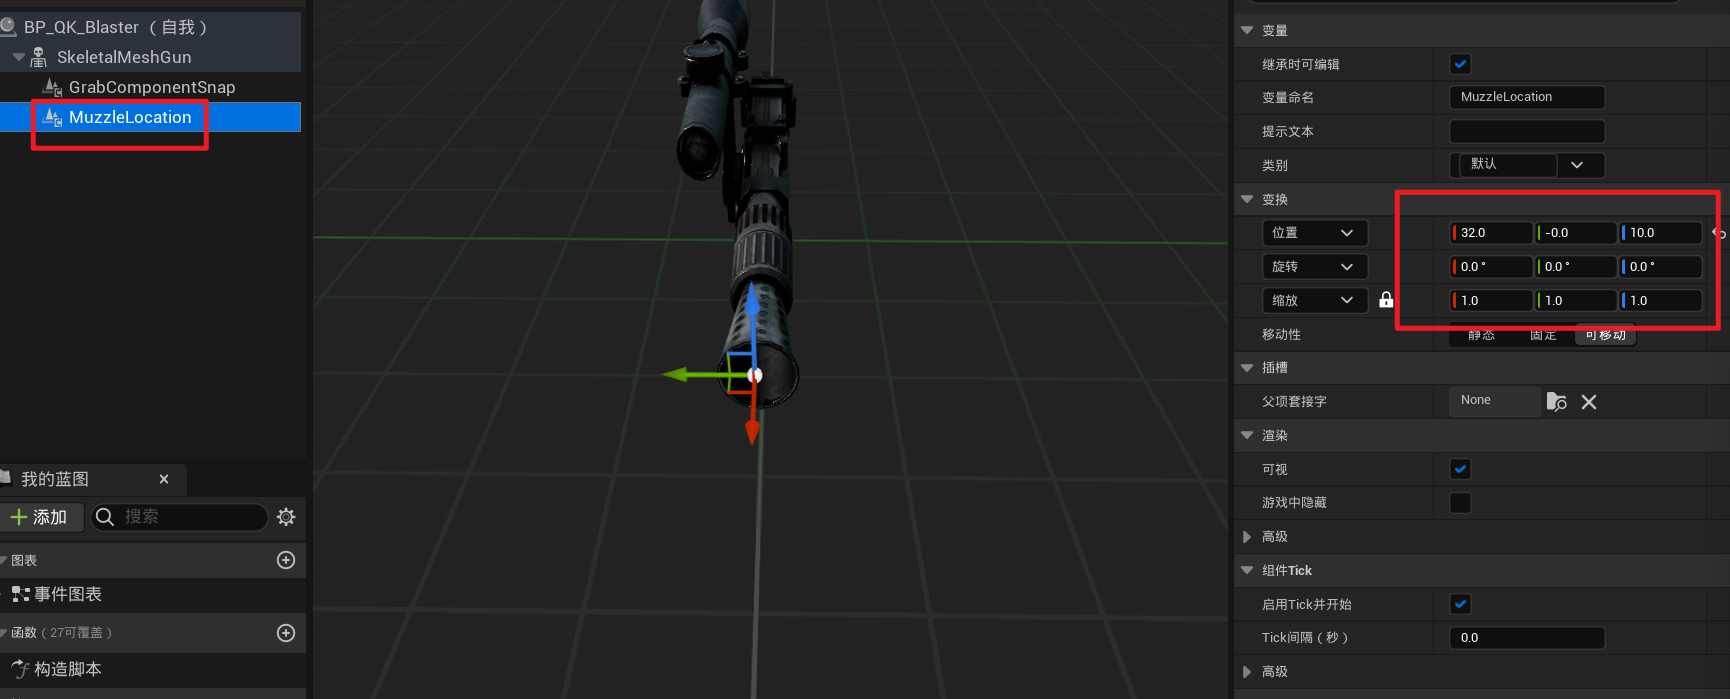 BP_QK_Blaster （自我）
SkeletalMeshGun
GrabComponentSnap
MuzzleLocation
我的蓝图
添加
搜索
图表
事件图表
函数（27可覆盖）
构造脚本
变量
继承时可编辑
变量命名 MuzzleLocation
提示文本
类别 默认
变换
位置 32.0 -0.0 10.0
旋转 0.0° 0.0° 0.0°
缩放 1.0 1.0 1.0
移动性 静态 固定 可移动
插槽
父项套接字 None
渲染
可视
游戏中隐藏
高级
组件Tick
启用Tick并开始
Tick间隔（秒） 0.0
高级